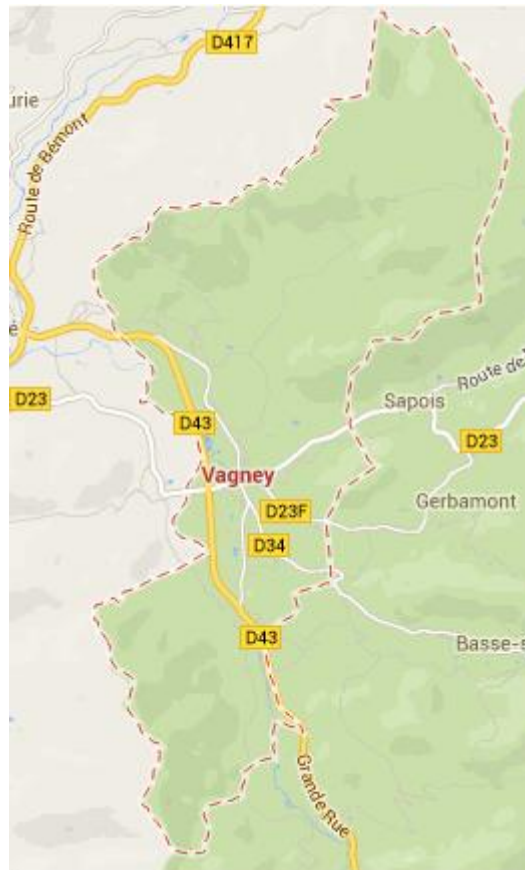 D417
urie
Route de Bémont
D23
D43
Sapois
Route de
D23
Vagney
Gerbamont
D23F
D34
D43
Basse-s
Grande Rue